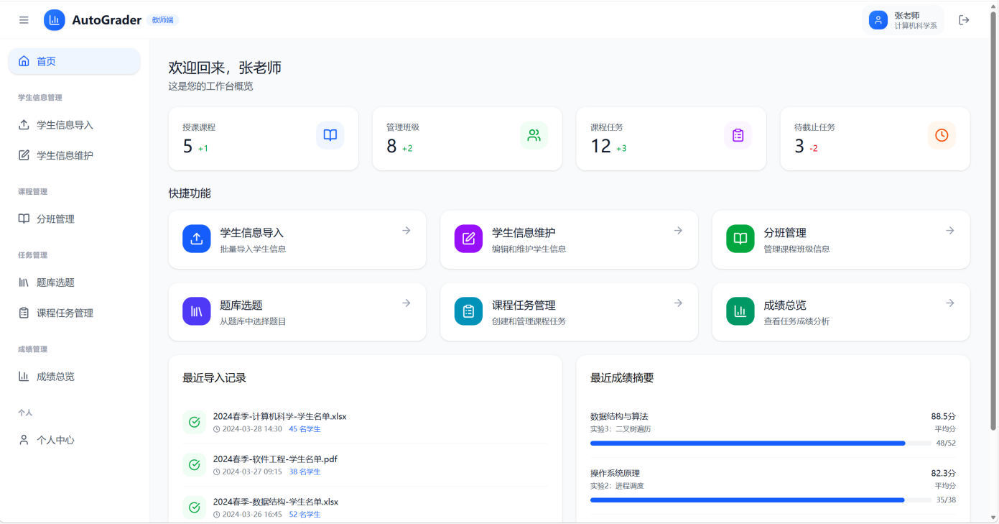 AutoGrader 教师端
张老师
计算机科学系
首页
学生信息管理
学生信息导入
学生信息维护
课程管理
分班管理
任务管理
题库选题
课程任务管理
成绩管理
成绩总览
个人
个人中心
欢迎回来，张老师
这是您的工作台概览
授课课程
5 +1
管理班级
8 +2
课程任务
12 +3
待截止任务
3 -2
快捷功能
学生信息导入
批量导入学生信息
学生信息维护
编辑和维护学生信息
分班管理
管理课程班级信息
题库选题
从题库中选择题目
课程任务管理
创建和管理课程任务
成绩总览
查看任务成绩分析
最近导入记录
2024春季-计算机科学-学生名单.xlsx
2024-03-28 14:30 45 名学生
2024春季-软件工程-学生名单.pdf
2024-03-27 09:15 38 名学生
2024春季-数据结构-学生名单.xlsx
2024-03-26 16:45 52 名学生
最近成绩摘要
数据结构与算法 88.5分
实验3：二叉树遍历 平均分
48/52
操作系统原理 82.3分
实验2：进程调度 平均分
35/38